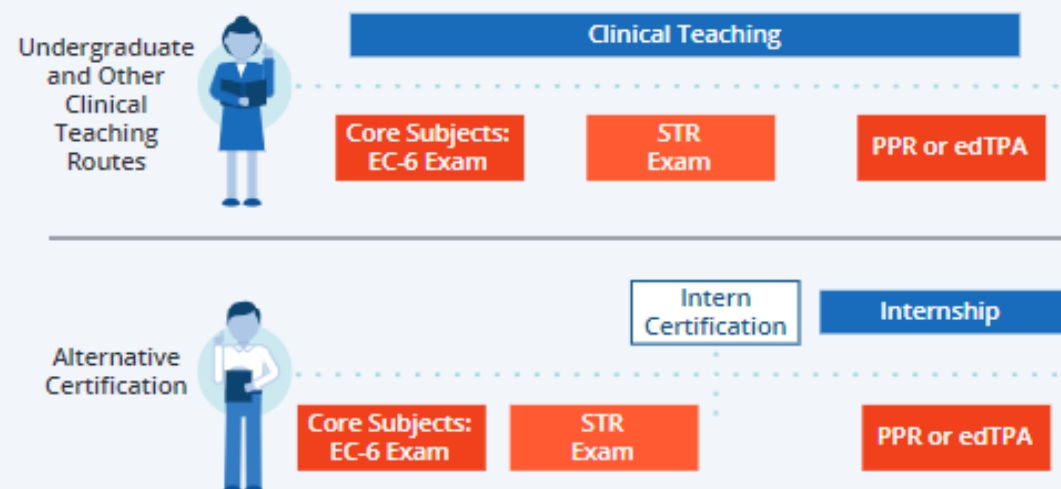 Undergraduate
and Other
Clinical
Teaching
Routes
Clinical Teaching
Core Subjects:
EC-6 Exam
STR
Exam
PPR or edTPA
Alternative
Certification
Intern
Certification
Internship
Core Subjects:
EC-6 Exam
STR
Exam
PPR or edTPA